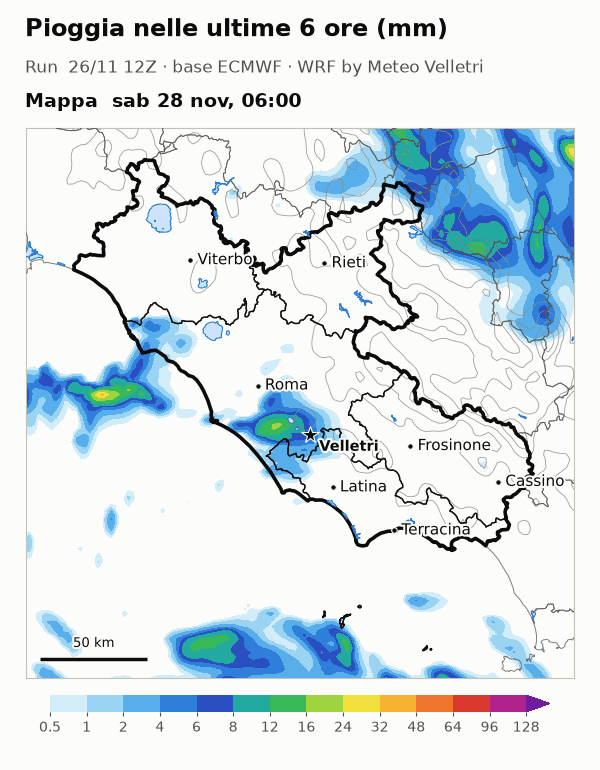 Pioggia nelle ultime 6 ore (mm)
Run  26/11 12Z · base ECMWF · WRF by Meteo Velletri
Mappa  sab 28 nov, 06:00
Viterbo
Rieti
Roma
Velletri
Frosinone
Cassino
Latina
Terracina
50 km
0.5 1 2 4 6 8 12 16 24 32 48 64 96 128